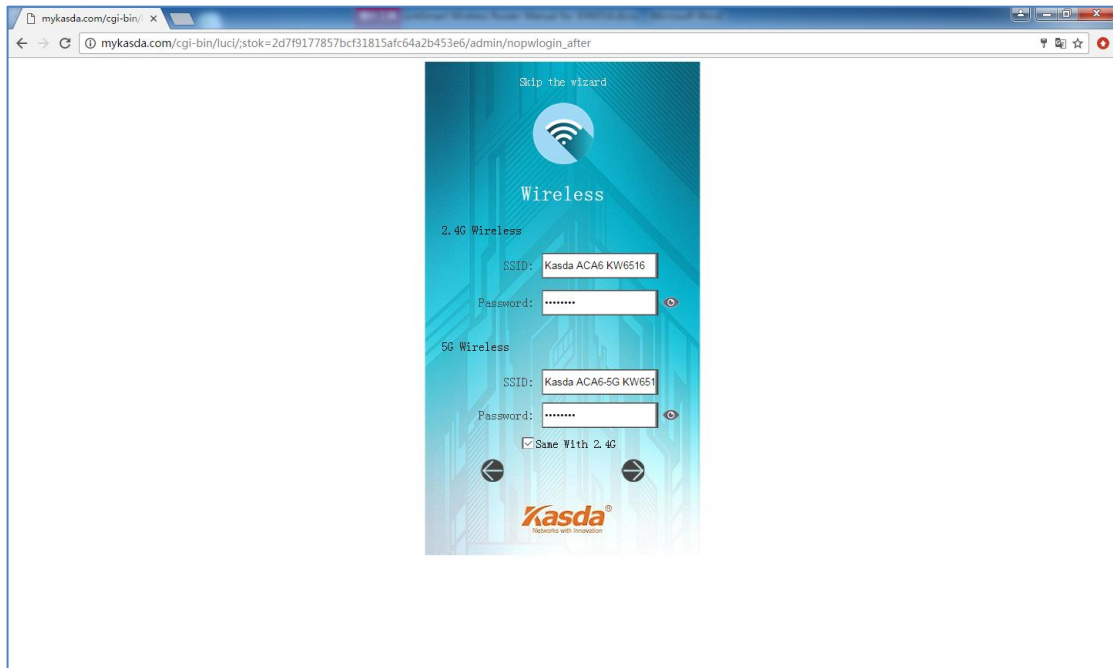 mykasda.com/cgi-bin/
mykasda.com/cgi-bin/luci/;stok=2d7f9177857bcf31815afc64a2b453e6/admin/nopwlogin_after
Skip the wizard
Wireless
2.4G Wireless
SSID: Kasda ACA6 KW6516
Password: ••••••••
5G Wireless
SSID: Kasda ACA6-5G KW651
Password: ••••••••
Same With 2.4G
Kasda®
Networks with Innovation